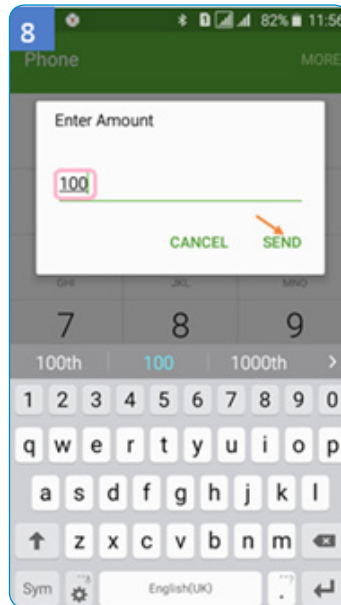 8
82% 11:56
Phone MORE
Enter Amount
100
CANCEL SEND
GHI JKL MNO
7 8 9
100th 100 1000th >
1 2 3 4 5 6 7 8 9 0
q w e r t y u i o p
a s d f g h j k l
z x c v b n m
Sym English(UK) .